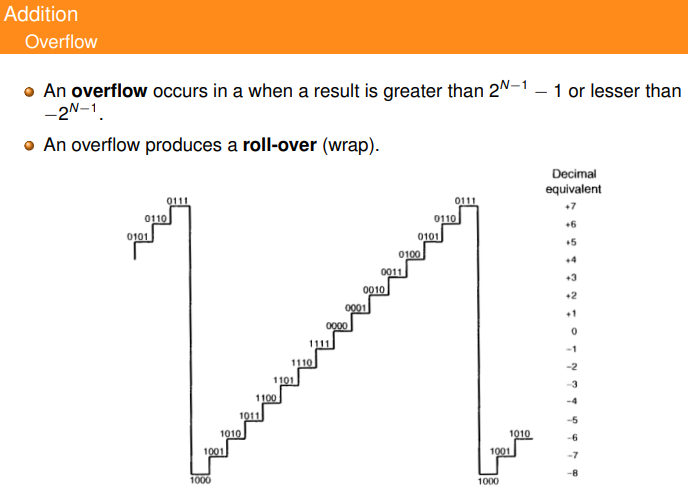 Addition
Overflow
An overflow occurs in a when a result is greater than 2^{N−1} − 1 or lesser than
−2^{N−1}.
An overflow produces a roll-over (wrap).
Decimal
equivalent
0111 0111 +7
0110 0110 +6
0101 0101 +5
0100 +4
0011 +3
0010 +2
0001 +1
0000 0
1111 −1
1110 −2
1101 −3
1100 −4
1011 −5
1010 1010 −6
1001 1001 −7
1000 1000 −8